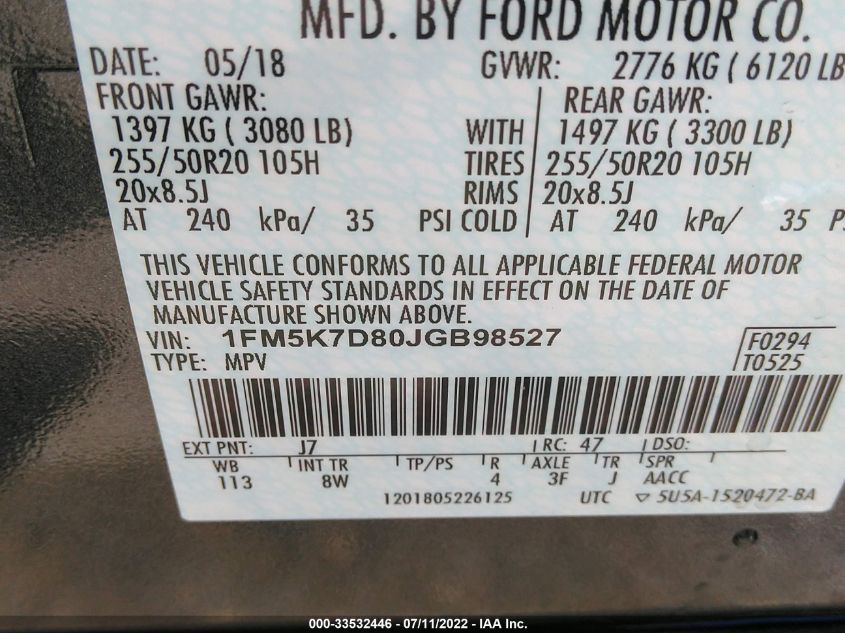 MFD. BY FORD MOTOR CO.
DATE: 05/18 GVWR: 2776 KG ( 6120 LB
FRONT GAWR: REAR GAWR:
1397 KG ( 3080 LB) WITH 1497 KG ( 3300 LB)
255/50R20 105H TIRES 255/50R20 105H
20x8.5J RIMS 20x8.5J
AT 240 kPa/ 35 PSI COLD AT 240 kPa/ 35 PS
THIS VEHICLE CONFORMS TO ALL APPLICABLE FEDERAL MOTOR
VEHICLE SAFETY STANDARDS IN EFFECT ON THE DATE OF
MANUFACTURE SHOWN ABOVE.
VIN: 1FM5K7D80JGB98527 F0294
TYPE: MPV T0525
EXT PNT: J7 RC: 47 DSO:
WB INT TR TP/PS R AXLE TR SPR
113 8W 4 3F J AACC
1201805226125 UTC ▽ 5U5A-1520472-BA
000-33532446 - 07/11/2022 - IAA Inc.